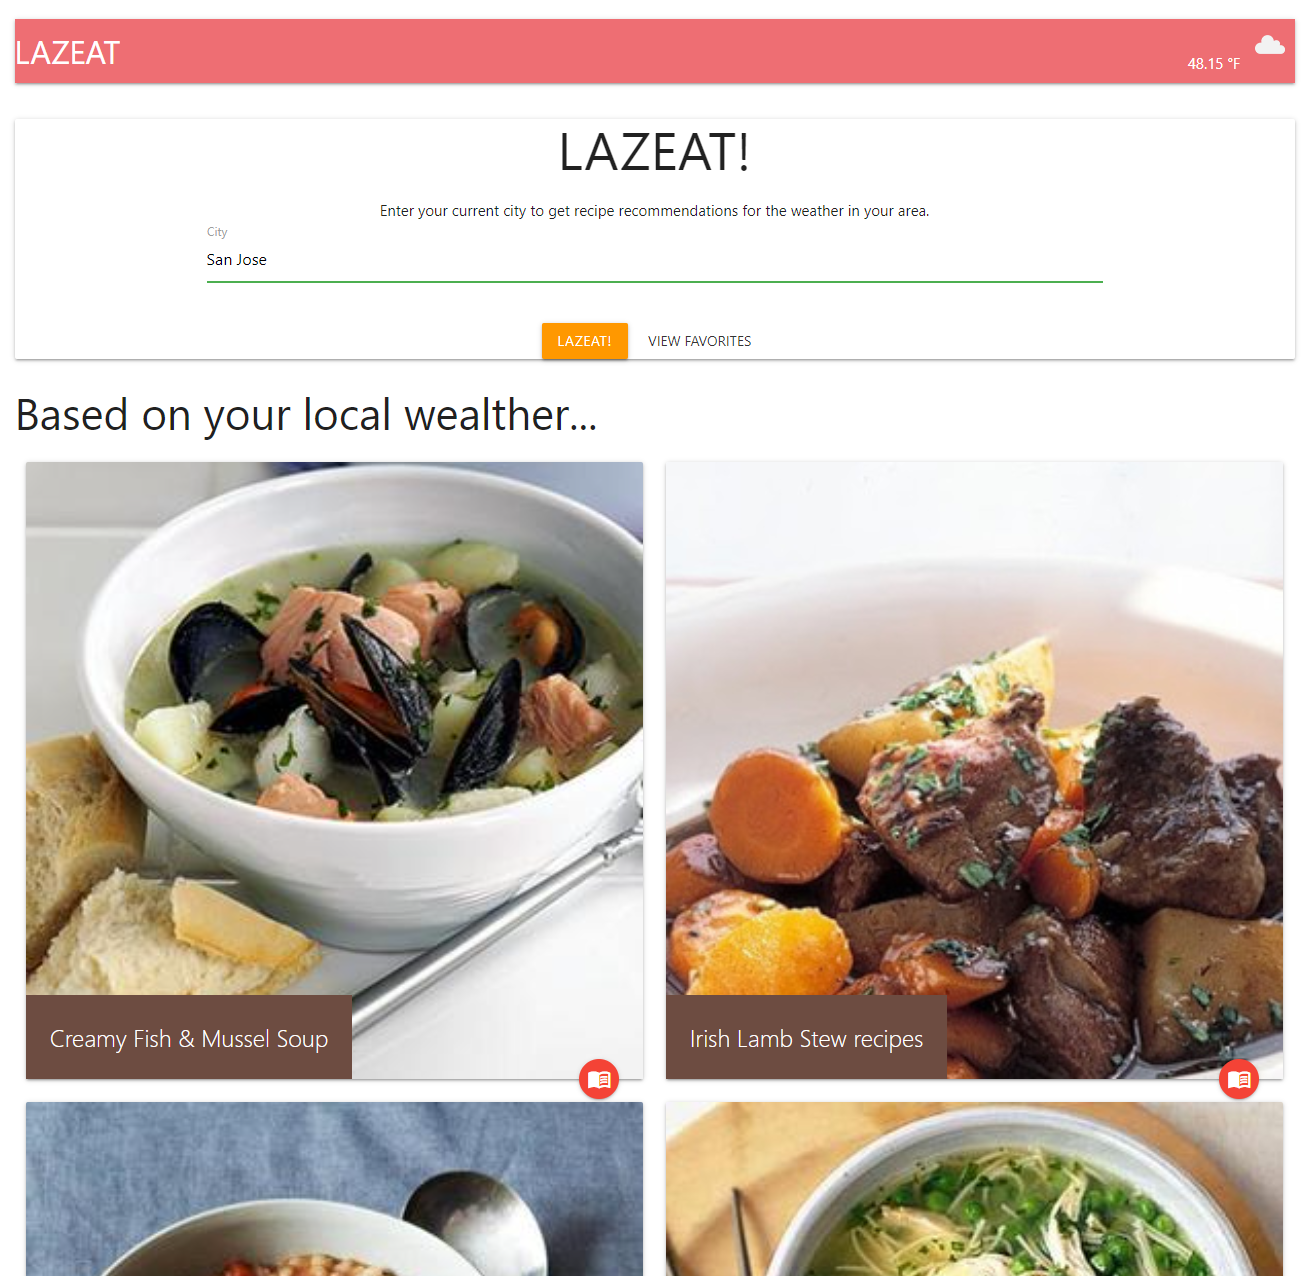 LAZEAT
48.15 °F
LAZEAT!
Enter your current city to get recipe recommendations for the weather in your area.
City
San Jose
LAZEAT! VIEW FAVORITES
Based on your local wealther...
Creamy Fish & Mussel Soup
Irish Lamb Stew recipes